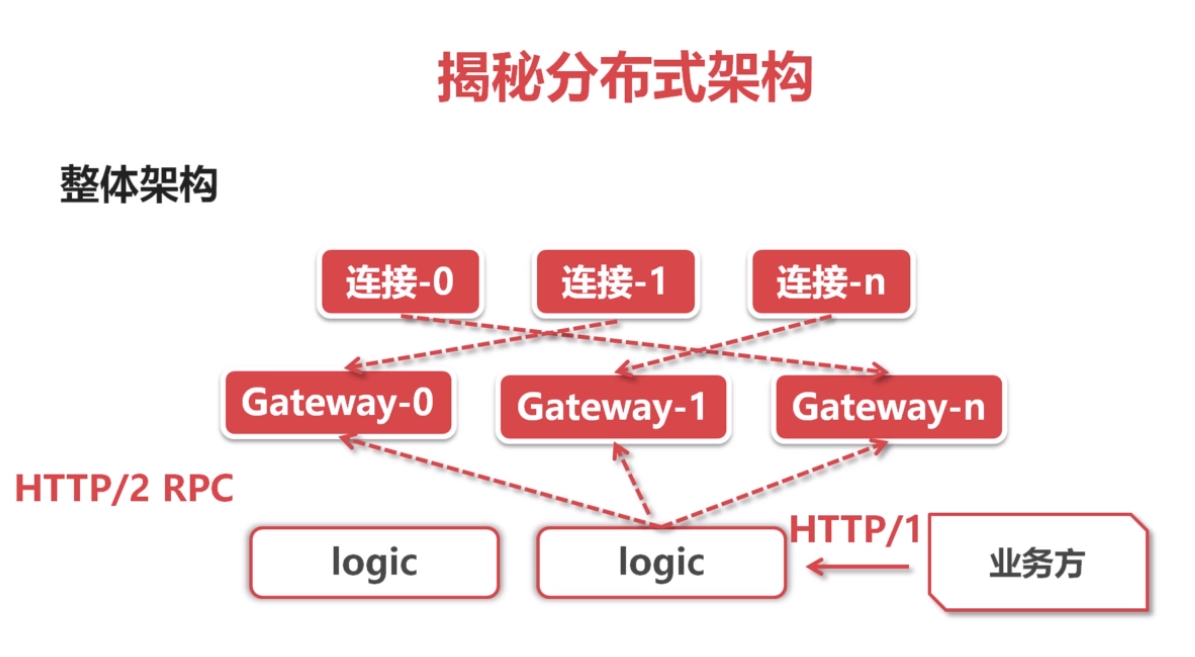 揭秘分布式架构
整体架构
连接-0
连接-1
连接-n
Gateway-0
Gateway-1
Gateway-n
HTTP/2 RPC
HTTP/1
logic
logic
业务方